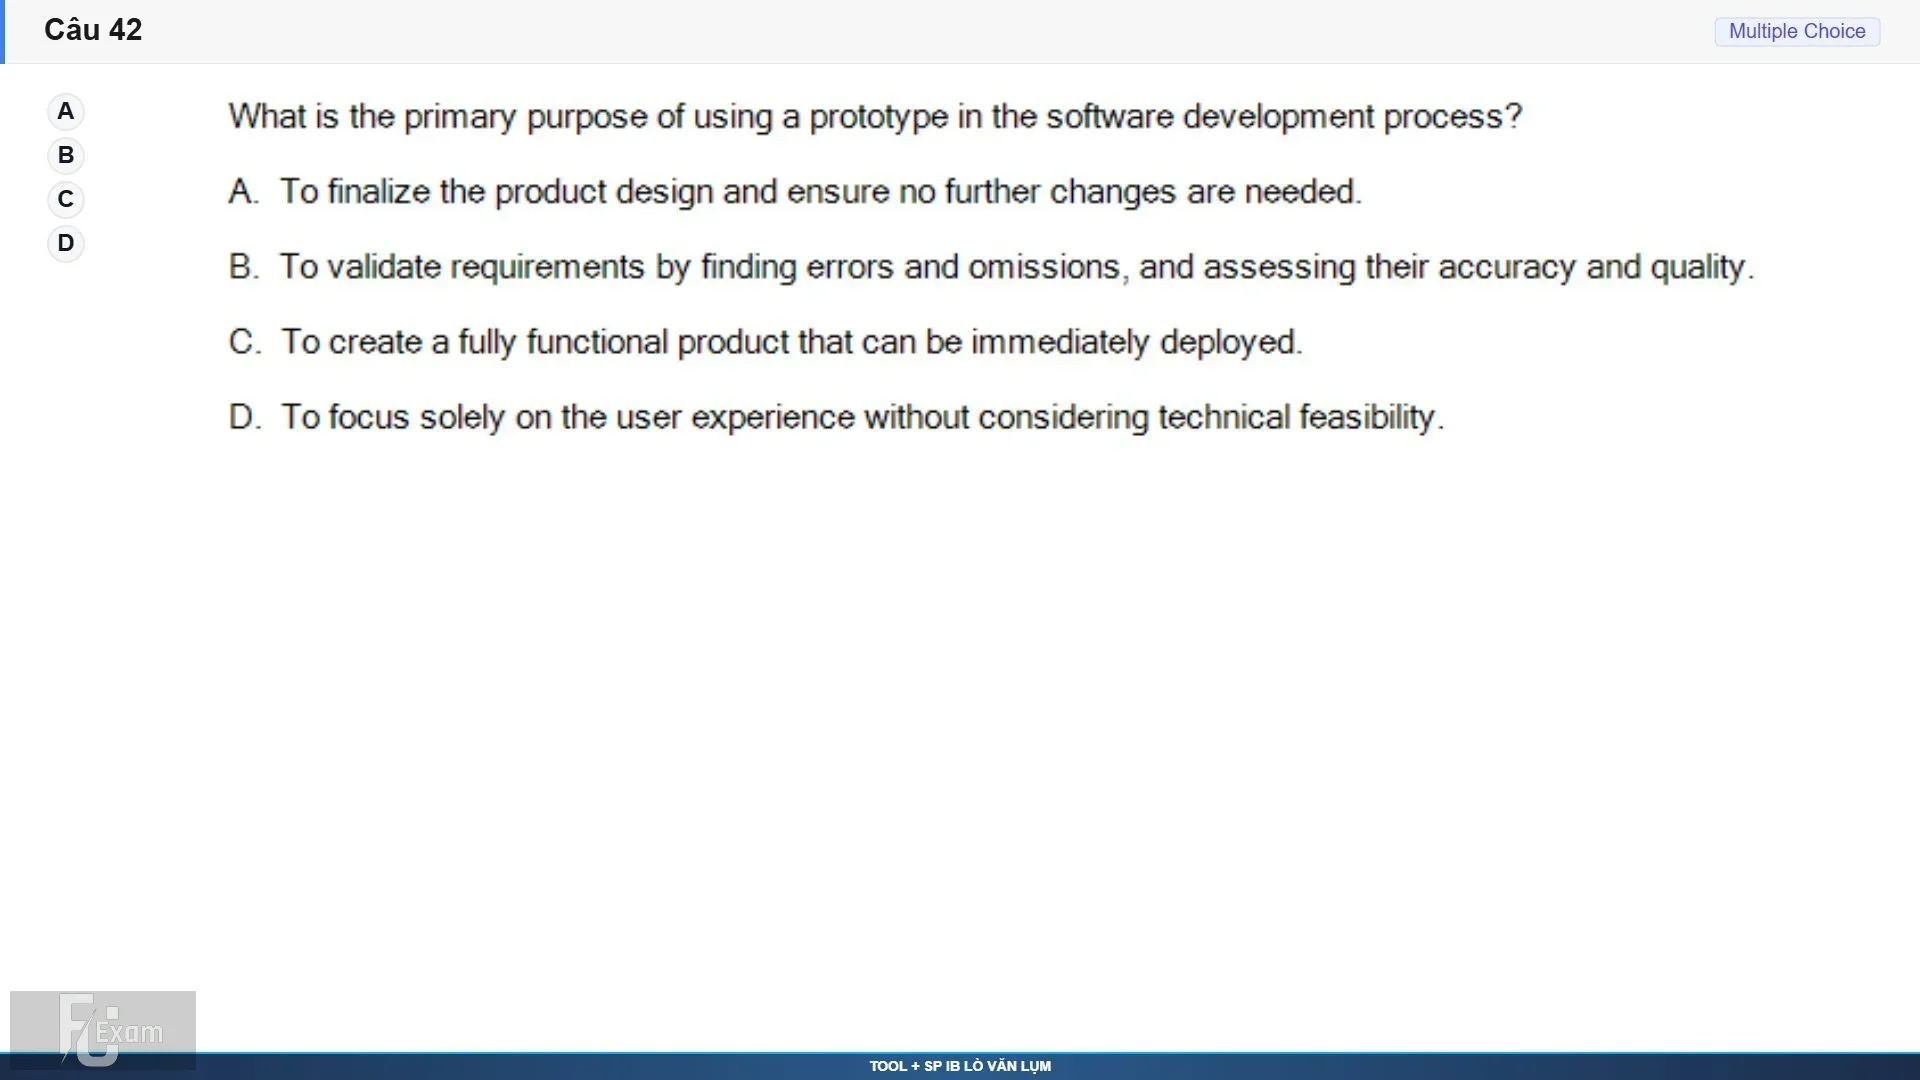 Câu 42
Multiple Choice
A
B
C
D
What is the primary purpose of using a prototype in the software development process?
A. To finalize the product design and ensure no further changes are needed.
B. To validate requirements by finding errors and omissions, and assessing their accuracy and quality.
C. To create a fully functional product that can be immediately deployed.
D. To focus solely on the user experience without considering technical feasibility.
FU Exam
TOOL + SP IB LÒ VĂN LỤM